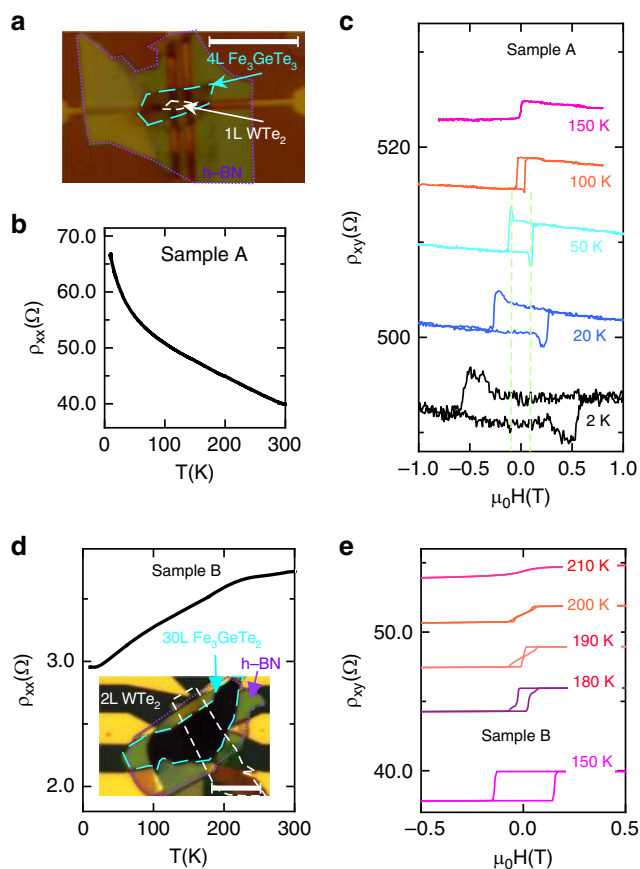 a
4L Fe₃GeTe₃
1L WTe₂
h–BN
b
Sample A
70.0
60.0
50.0
40.0
ρxx(Ω)
0
100
200
300
T(K)
c
Sample A
150 K
520
100 K
50 K
ρxy(Ω)
500
20 K
2 K
−1.0
−0.5
0.0
0.5
1.0
μ₀H(T)
d
Sample B
30L Fe₃GeTe₂
h–BN
2L WTe₂
3.0
2.0
ρxx(Ω)
0
100
200
300
T(K)
e
210 K
200 K
50.0
190 K
180 K
ρxy(Ω)
Sample B
150 K
40.0
−0.5
0.0
0.5
μ₀H(T)